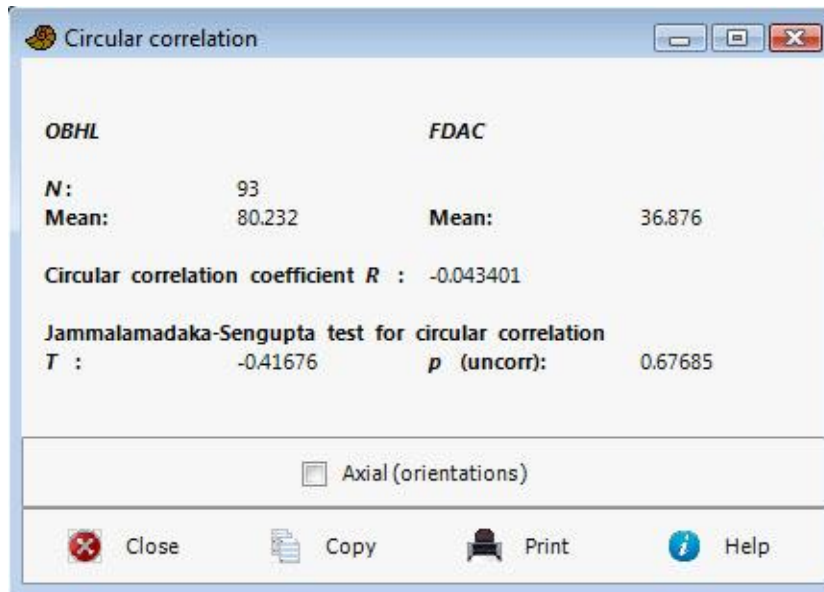 Circular correlation
OBHL FDAC
N: 93
Mean: 80.232 Mean: 36.876
Circular correlation coefficient R : -0.043401
Jammalamadaka-Sengupta test for circular correlation
T : -0.41676 p (uncorr): 0.67685
Axial (orientations)
Close Copy Print Help